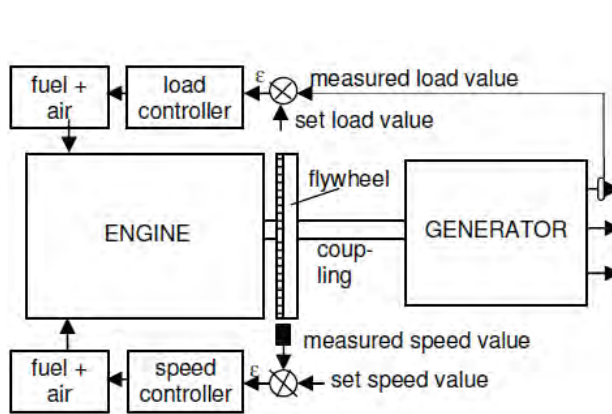 fuel +
air
load
controller
ε
measured load value
set load value
flywheel
ENGINE
GENERATOR
coup-
ling
measured speed value
fuel +
air
speed
controller
ε
set speed value